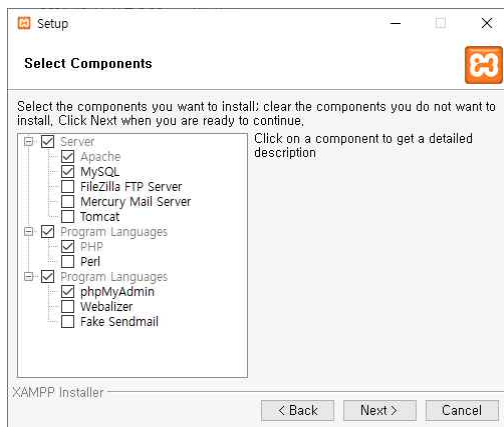 Setup
Select Components
Select the components you want to install; clear the components you do not want to
install. Click Next when you are ready to continue.
Server
Apache
MySQL
FileZilla FTP Server
Mercury Mail Server
Tomcat
Program Languages
PHP
Perl
Program Languages
phpMyAdmin
Webalizer
Fake Sendmail
Click on a component to get a detailed
description
XAMPP Installer
< Back
Next >
Cancel